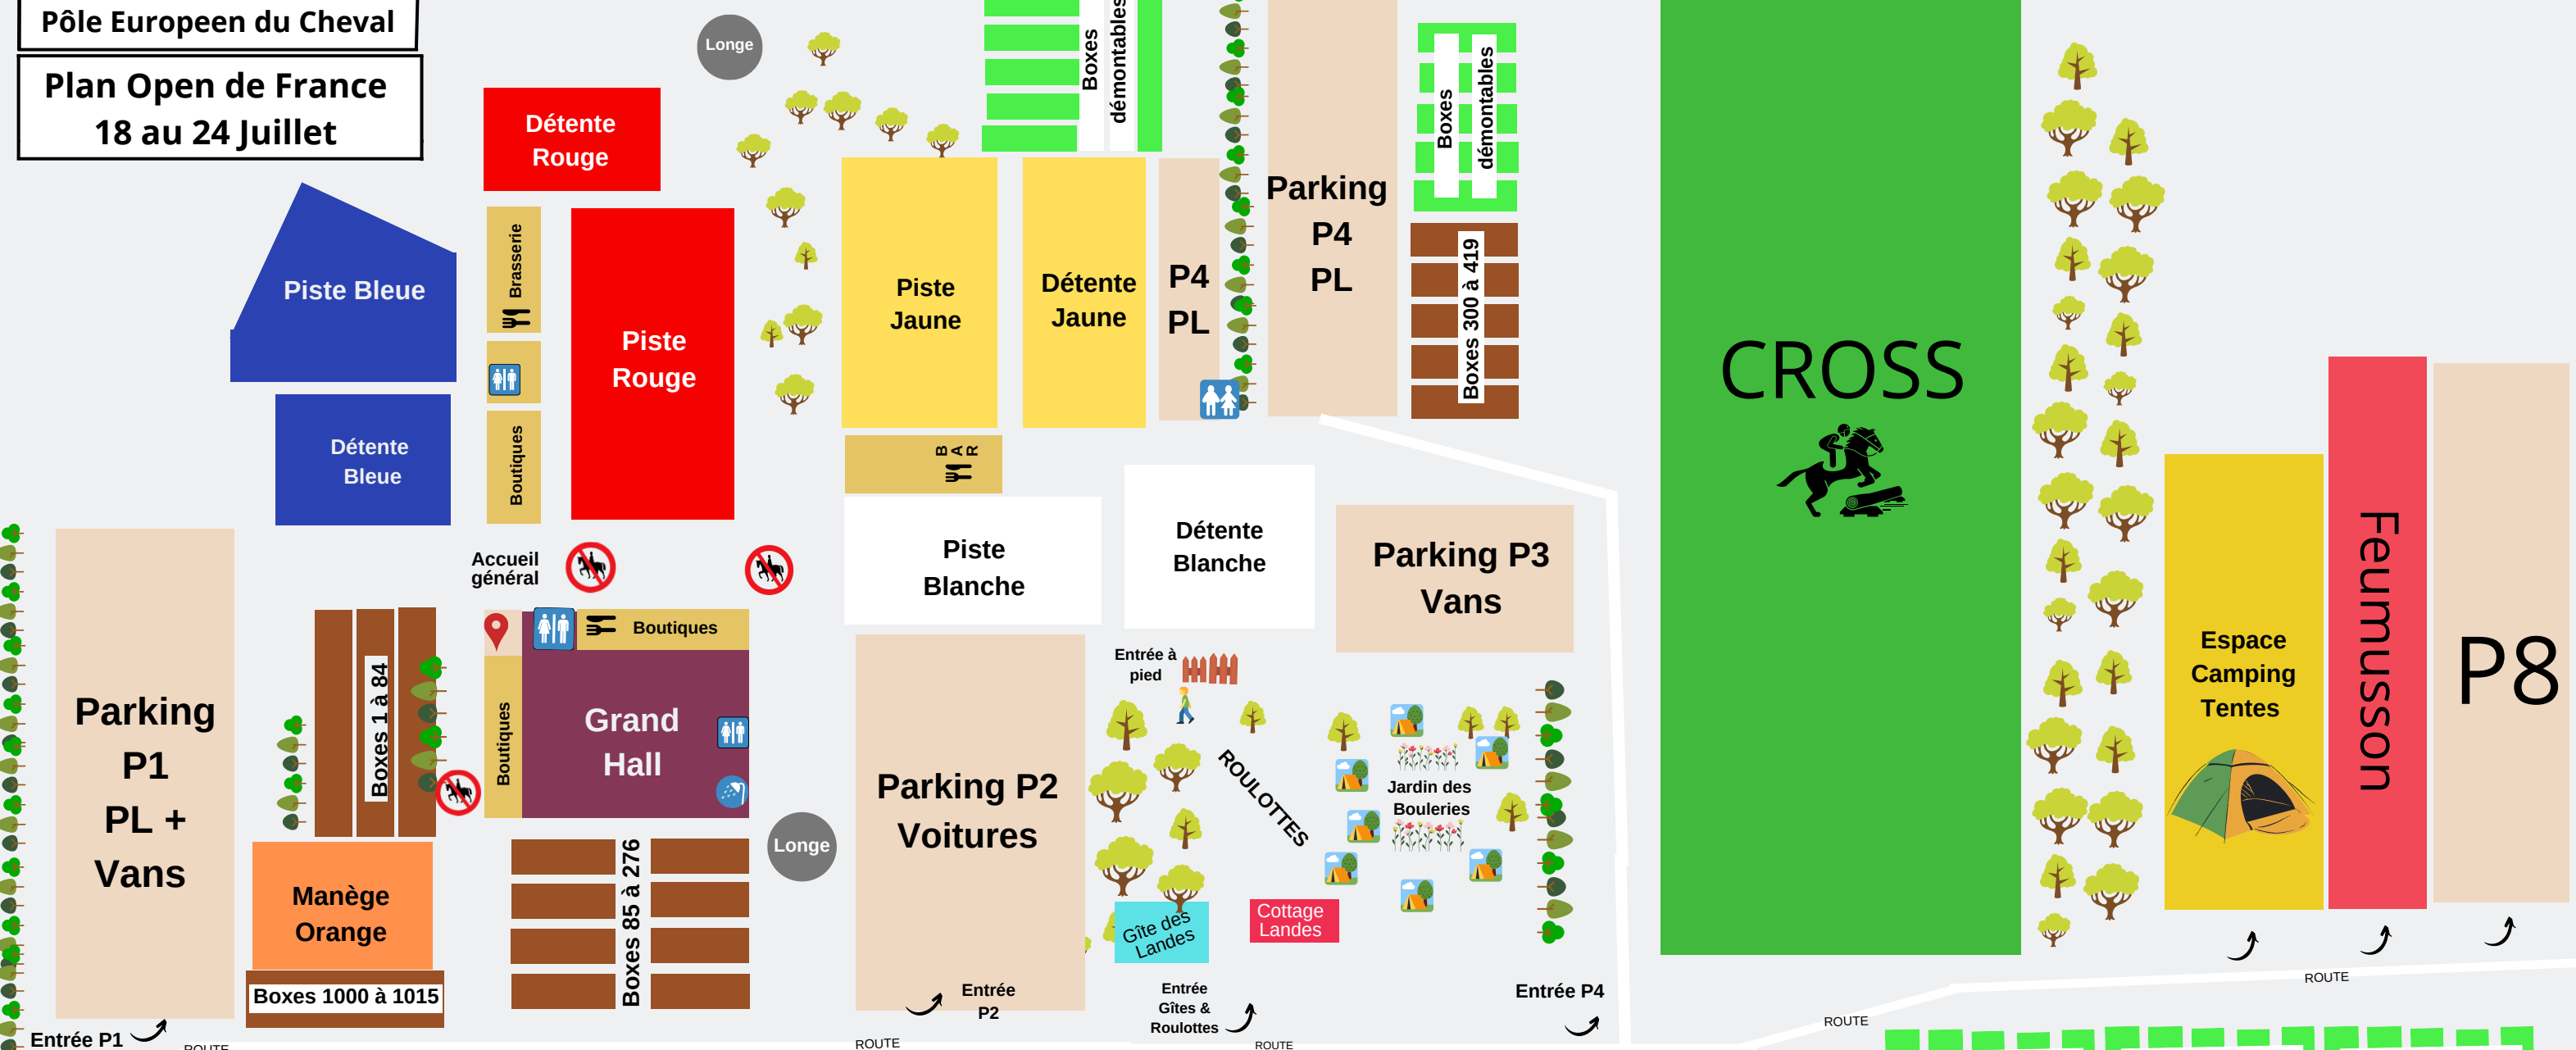 Pôle Europeen du Cheval
Plan Open de France
18 au 24 Juillet
Longe
Détente
Rouge
Boxes
démontables
Boxes
démontables
Piste Bleue
Brasserie
Piste
Rouge
Piste
Jaune
Détente
Jaune
P4
PL
Parking
P4
PL
Boxes 300 à 419
CROSS
Détente
Bleue
Boutiques
B
A
R
Accueil
général
Piste
Blanche
Détente
Blanche
Parking P3
Vans
Feumusson
P8
Espace
Camping
Tentes
Parking
P1
PL +
Vans
Boxes 1 à 84
Boutiques
Boutiques
Grand
Hall
Entrée à
pied
ROULOTTES
Jardin des
Bouleries
Parking P2
Voitures
Longe
Manège
Orange
Boxes 85 à 276
Gîte des
Landes
Cottage
Landes
Boxes 1000 à 1015
Entrée P1
Entrée
P2
Entrée
Gîtes &
Roulottes
Entrée P4
ROUTE
ROUTE
ROUTE
ROUTE
ROUTE